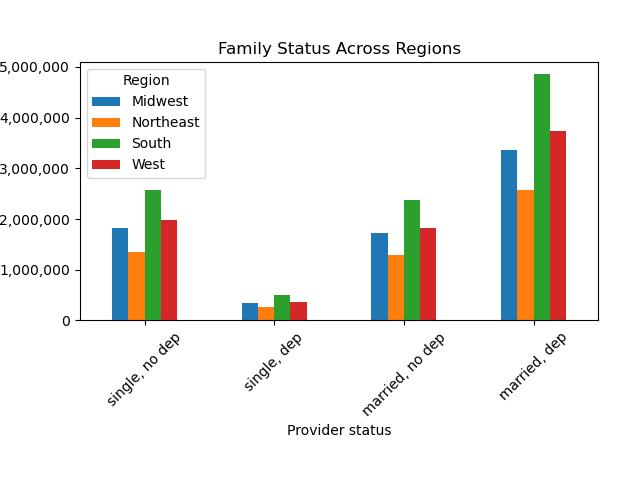 Family Status Across Regions
Region
Midwest
Northeast
South
West
5,000,000
4,000,000
3,000,000
2,000,000
1,000,000
0
single, no dep
single, dep
married, no dep
married, dep
Provider status